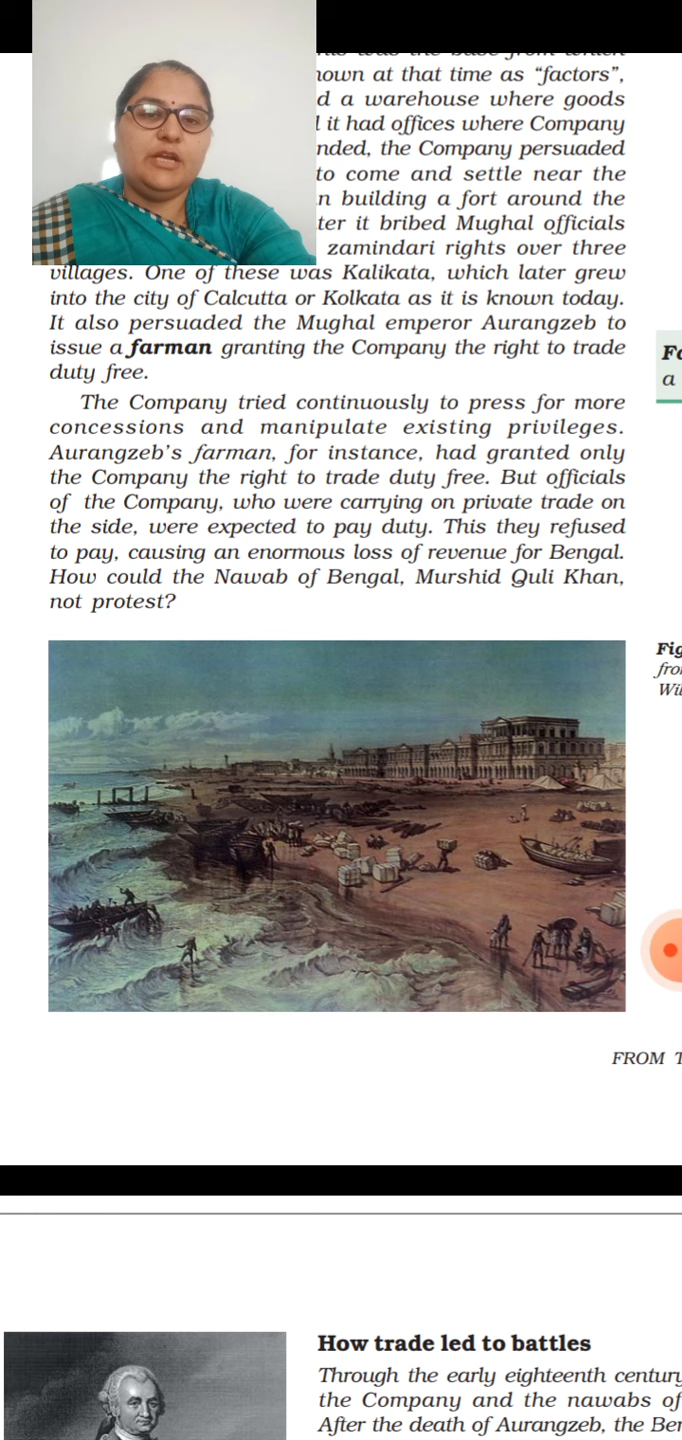 nown at that time as “factors”,
d a warehouse where goods
l it had offices where Company
nded, the Company persuaded
to come and settle near the
n building a fort around the
ter it bribed Mughal officials
zamindari rights over three
villages. One of these was Kalikata, which later grew
into the city of Calcutta or Kolkata as it is known today.
It also persuaded the Mughal emperor Aurangzeb to
issue a farman granting the Company the right to trade
duty free.
The Company tried continuously to press for more
concessions and manipulate existing privileges.
Aurangzeb’s farman, for instance, had granted only
the Company the right to trade duty free. But officials
of the Company, who were carrying on private trade on
the side, were expected to pay duty. This they refused
to pay, causing an enormous loss of revenue for Bengal.
How could the Nawab of Bengal, Murshid Quli Khan,
not protest?
Fa
a
Fig
fro
Wil
FROM T
How trade led to battles
Through the early eighteenth century
the Company and the nawabs of
After the death of Aurangzeb, the Ben